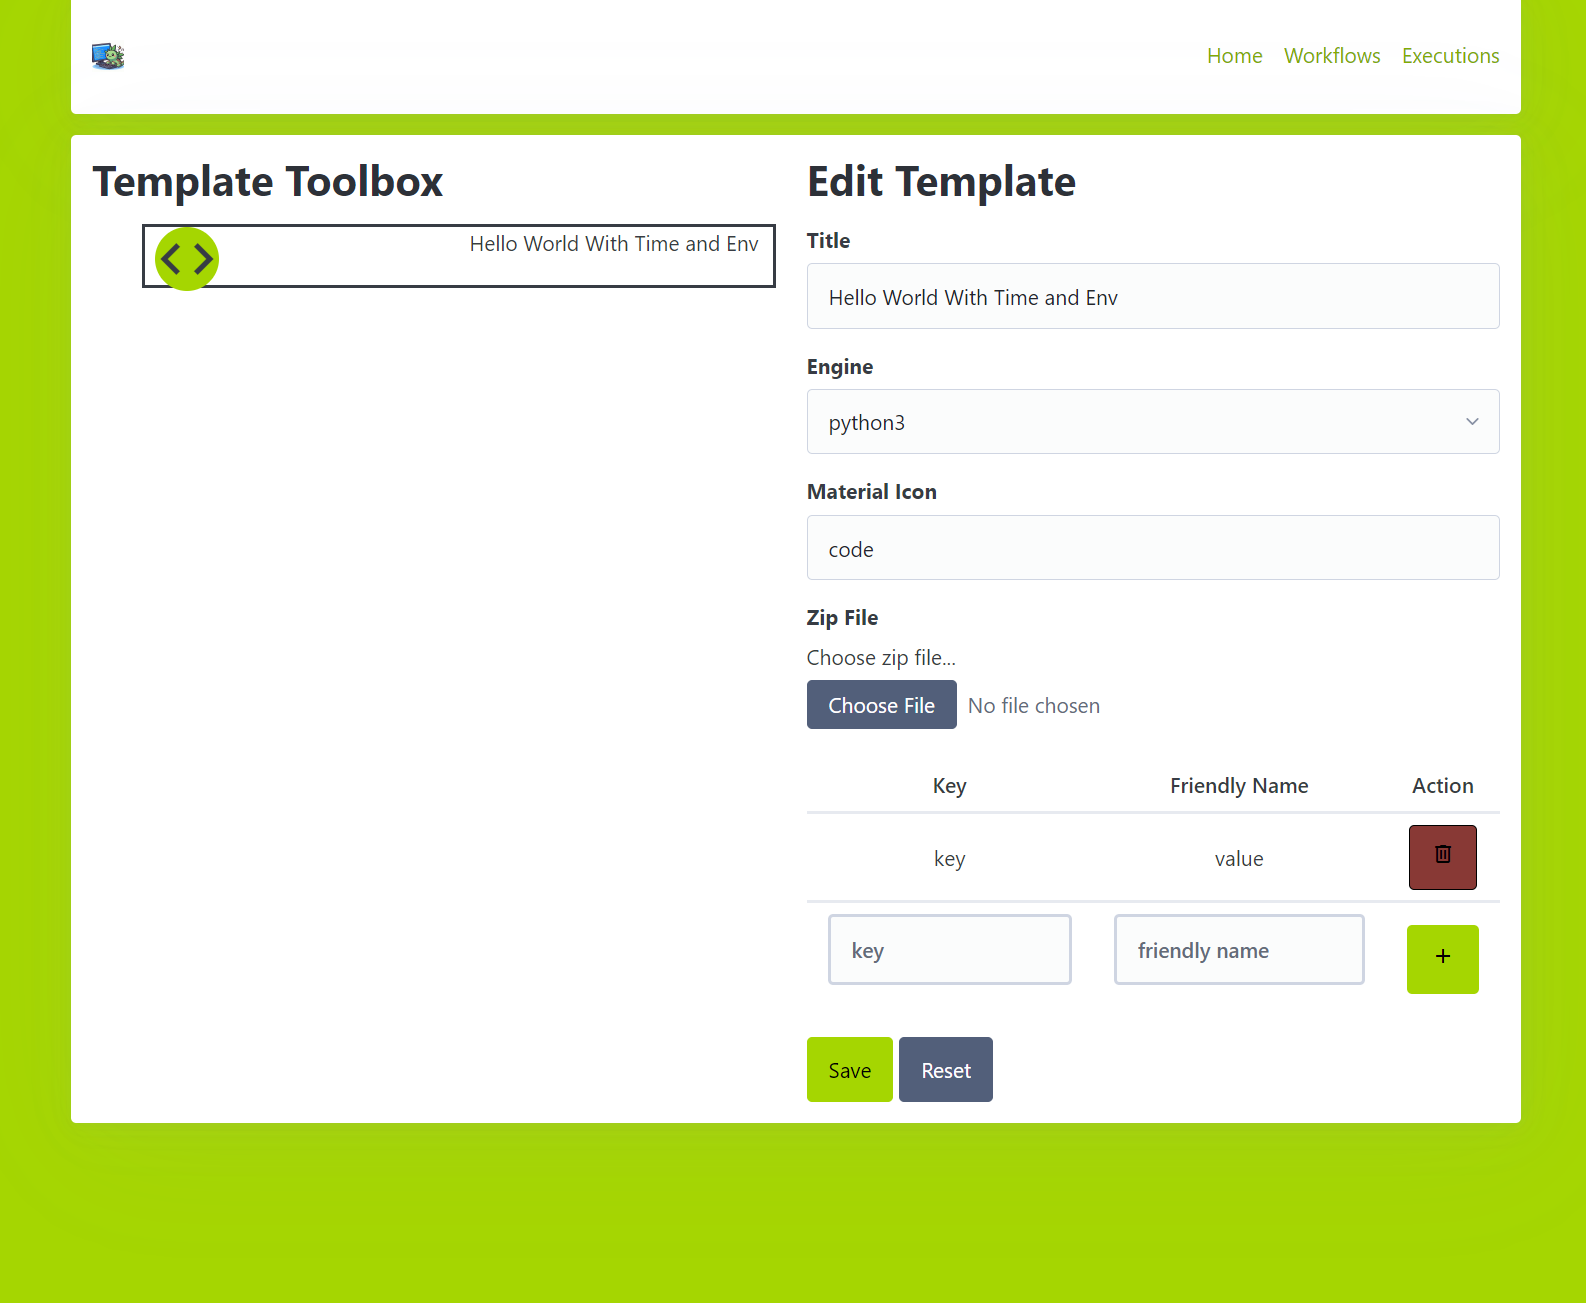 Home Workflows Executions
Template Toolbox
Hello World With Time and Env
Edit Template
Title
Hello World With Time and Env
Engine
python3
Material Icon
code
Zip File
Choose zip file...
Choose File No file chosen
Key Friendly Name Action
key value
key friendly name +
Save Reset